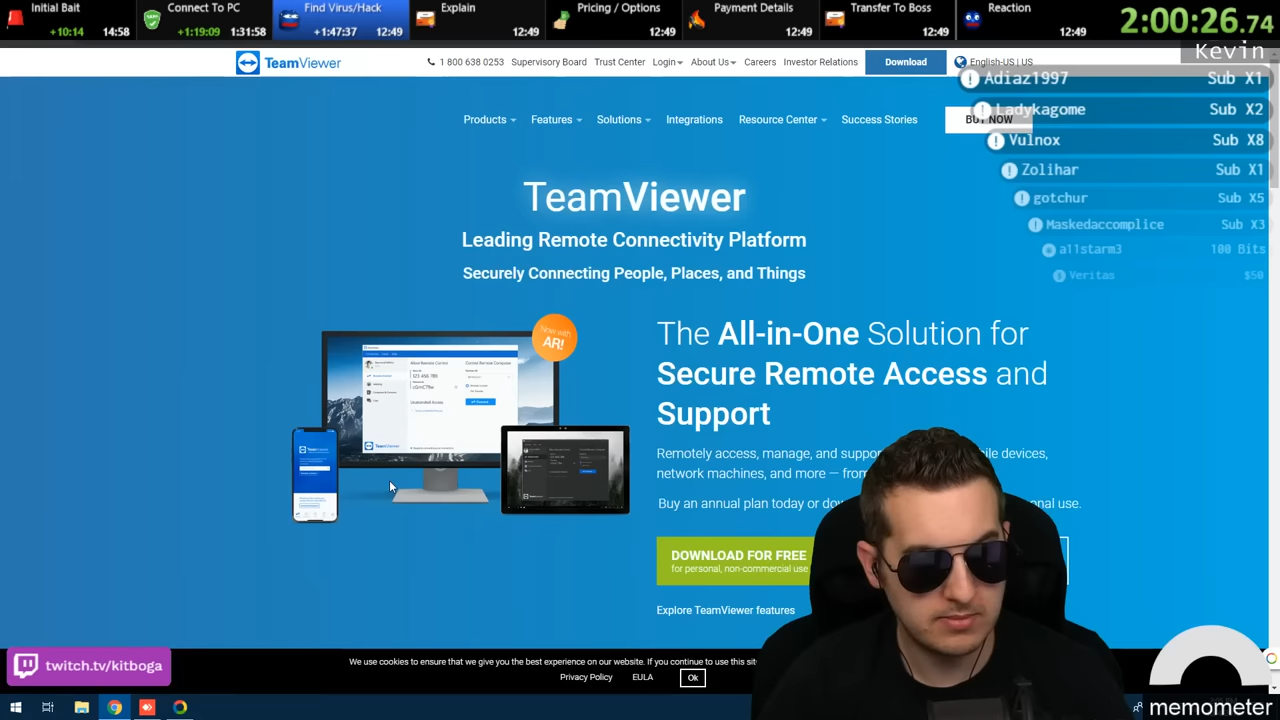 Initial Bait
+10:14 14:58
Connect To PC
+1:19:09 1:31:58
Find Virus/Hack
+1:47:37 12:49
Explain
12:49
Pricing / Options
12:49
Payment Details
12:49
Transfer To Boss
12:49
Reaction
12:49
2:00:26.74
Kevin
TeamViewer
1 800 638 0253 Supervisory Board Trust Center Login About Us Careers Investor Relations Download English-US | US
Adiaz1997 Sub X1
Ladykagome Sub X2
Vulnox Sub X8
Zolihar Sub X1
gotchur Sub X5
Maskedaccomplice Sub X3
allstarm3 100 Bits
Veritas $50
Products Features Solutions Integrations Resource Center Success Stories BUY NOW
TeamViewer
Leading Remote Connectivity Platform
Securely Connecting People, Places, and Things
Now with
AR!
The All-in-One Solution for
Secure Remote Access and
Support
Remotely access, manage, and suppor devices,
network machines, and more — from
Buy an annual plan today or do use.
DOWNLOAD FOR FREE
for personal, non-commercial use
Explore TeamViewer features
We use cookies to ensure that we give you the best experience on our website. If you continue to use this sit
Privacy Policy EULA Ok
twitch.tv/kitboga
memometer